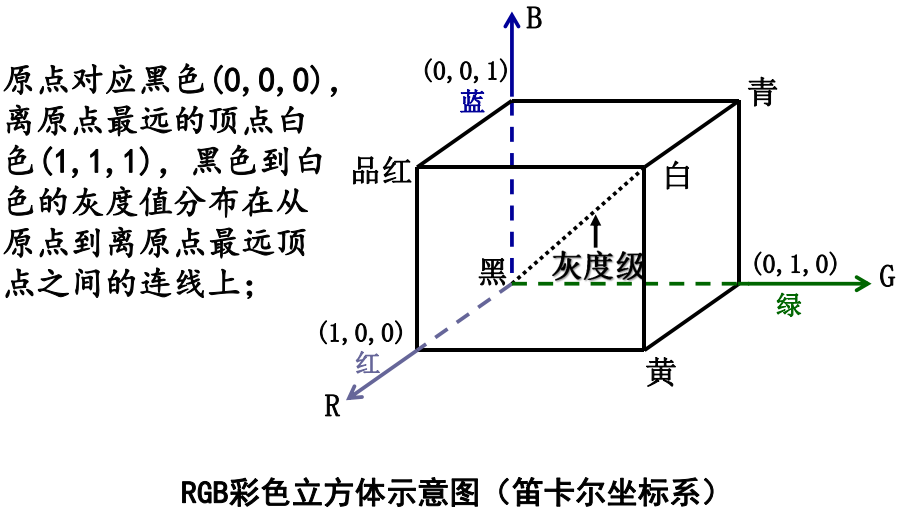 B
(0,0,1)
蓝
青
原点对应黑色(0,0,0)，
离原点最远的顶点白
色(1,1,1)，黑色到白
色的灰度值分布在从
原点到离原点最远顶
点之间的连线上；
品红
白
黑
灰度级
(0,1,0)
G
绿
(1,0,0)
红
黄
R
RGB彩色立方体示意图（笛卡尔坐标系）